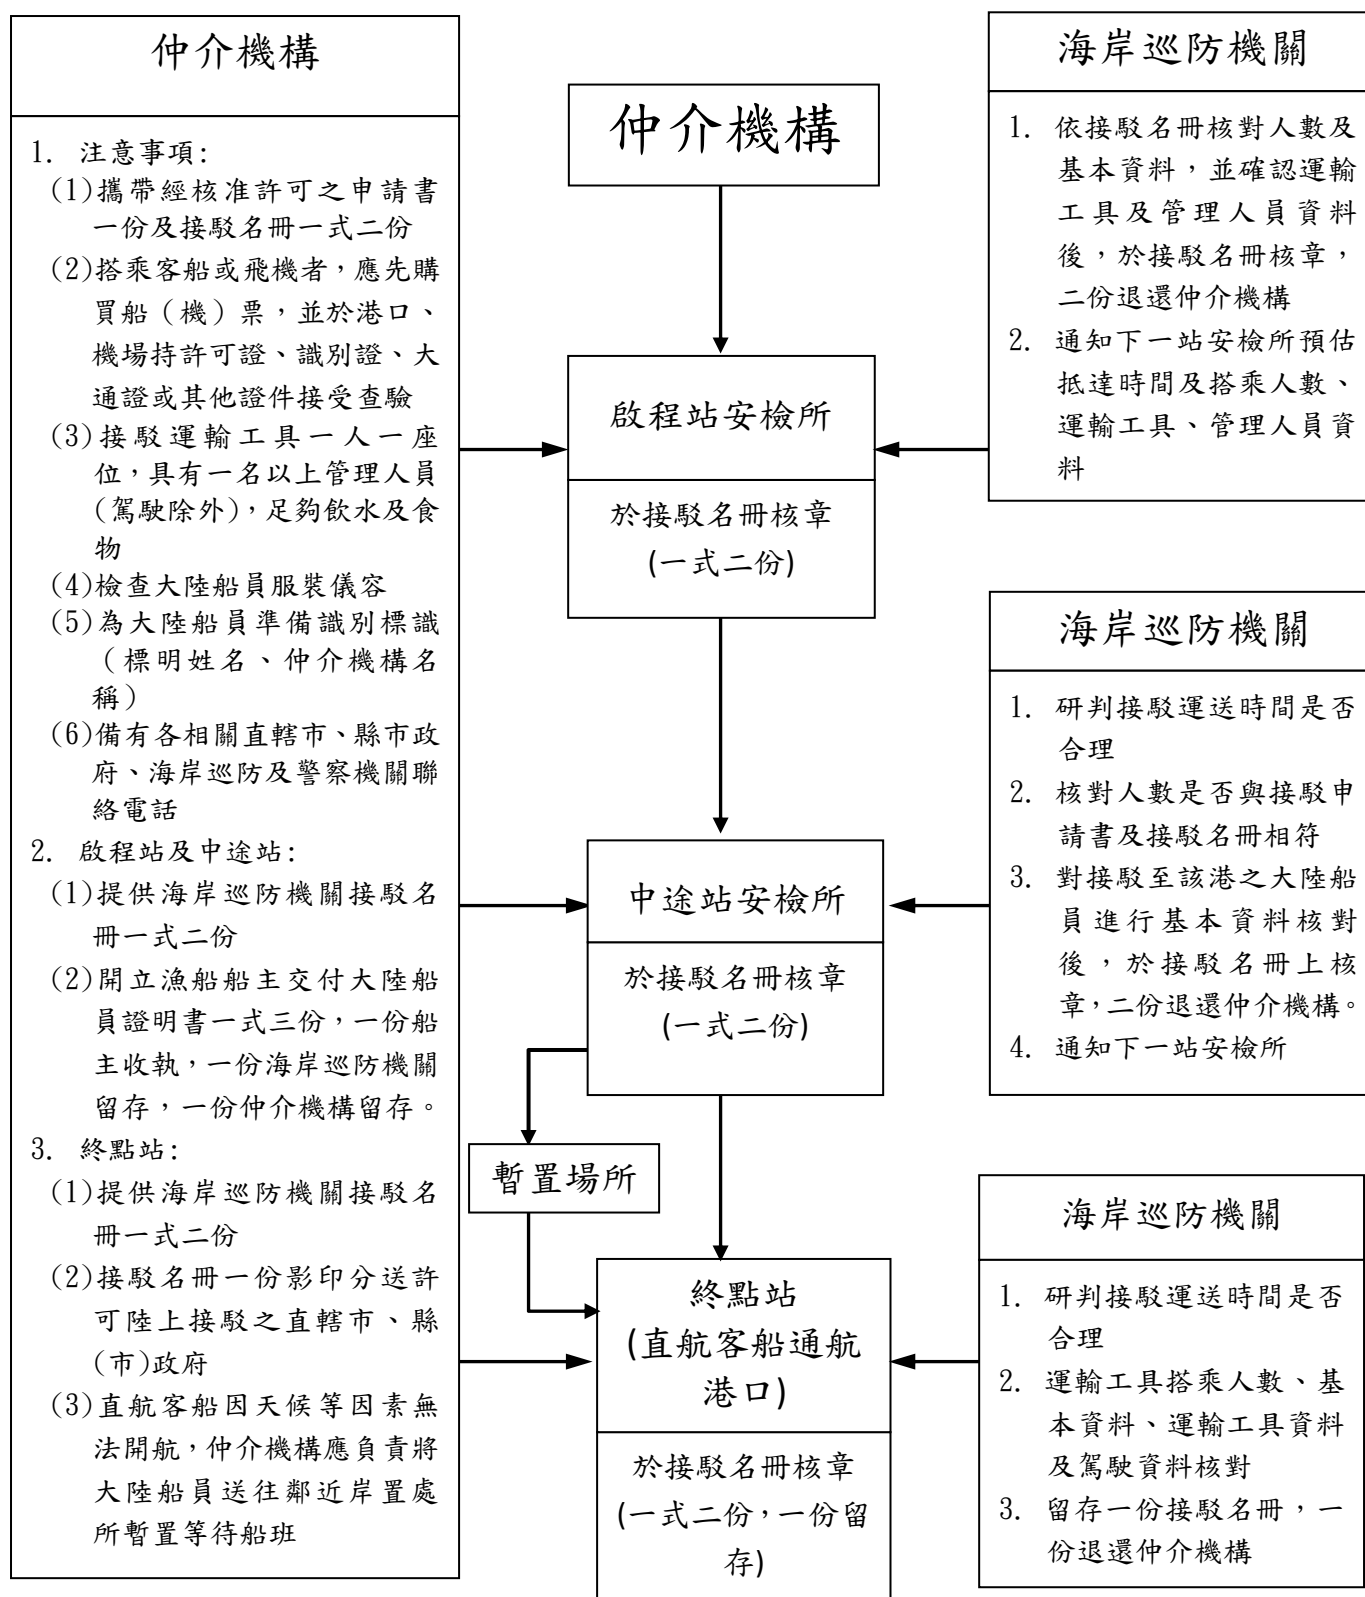 仲介機構
1. 注意事項:
(1)攜帶經核准許可之申請書
一份及接駁名冊一式二份
(2)搭乘客船或飛機者，應先購
買船（機）票，並於港口、
機場持許可證、識別證、大
通證或其他證件接受查驗
(3)接駁運輸工具一人一座
位，具有一名以上管理人員
(駕駛除外)，足夠飲水及食
物
(4)檢查大陸船員服裝儀容
(5)為大陸船員準備識別標識
（標明姓名、仲介機構名
稱）
(6)備有各相關直轄市、縣市政
府、海岸巡防及警察機關聯
絡電話
2. 啟程站及中途站:
(1)提供海岸巡防機關接駁名
冊一式二份
(2)開立漁船船主交付大陸船
員證明書一式三份，一份船
主收執，一份海岸巡防機關
留存，一份仲介機構留存。
3. 終點站:
(1)提供海岸巡防機關接駁名
冊一式二份
(2)接駁名冊一份影印分送許
可陸上接駁之直轄市、縣
(市)政府
(3)直航客船因天候等因素無
法開航，仲介機構應負責將
大陸船員送往鄰近岸置處
所暫置等待船班
仲介機構
啟程站安檢所
於接駁名冊核章
(一式二份)
中途站安檢所
於接駁名冊核章
(一式二份)
暫置場所
終點站
(直航客船通航
港口)
於接駁名冊核章
(一式二份，一份留
存)
海岸巡防機關
1. 依接駁名冊核對人數及
基本資料，並確認運輸
工具及管理人員資料
後，於接駁名冊核章，
二份退還仲介機構
2. 通知下一站安檢所預估
抵達時間及搭乘人數、
運輸工具、管理人員資
料
海岸巡防機關
1. 研判接駁運送時間是否
合理
2. 核對人數是否與接駁申
請書及接駁名冊相符
3. 對接駁至該港之大陸船
員進行基本資料核對
後，於接駁名冊上核
章，二份退還仲介機構。
4. 通知下一站安檢所
海岸巡防機關
1. 研判接駁運送時間是否
合理
2. 運輸工具搭乘人數、基
本資料、運輸工具資料
及駕駛資料核對
3. 留存一份接駁名冊，一
份退還仲介機構